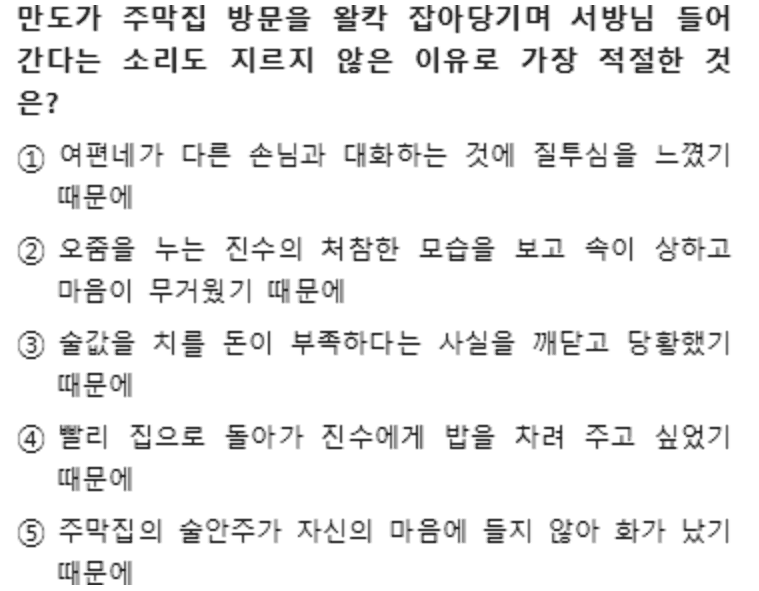 만도가 주막집 방문을 왈칵 잡아당기며 서방님 들어
간다는 소리도 지르지 않은 이유로 가장 적절한 것
은?
① 여편네가 다른 손님과 대화하는 것에 질투심을 느꼈기
때문에
② 오줌을 누는 진수의 처참한 모습을 보고 속이 상하고
마음이 무거웠기 때문에
③ 술값을 치를 돈이 부족하다는 사실을 깨닫고 당황했기
때문에
④ 빨리 집으로 돌아가 진수에게 밥을 차려 주고 싶었기
때문에
⑤ 주막집의 술안주가 자신의 마음에 들지 않아 화가 났기
때문에